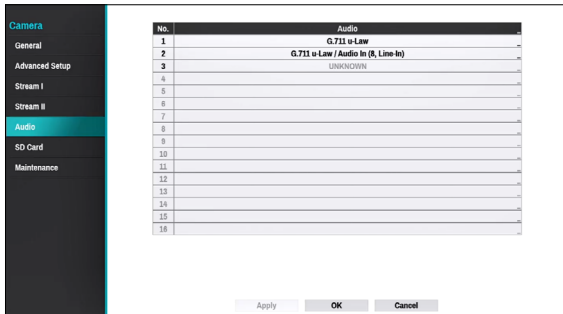 Camera
General
Advanced Setup
Stream I
Stream II
Audio
SD Card
Maintenance
No. Audio
1 G.711 u-Law
2 G.711 u-Law / Audio In (8, Line-In)
3 UNKNOWN
4
5
6
7
8
9
10
11
12
13
14
15
16
Apply OK Cancel